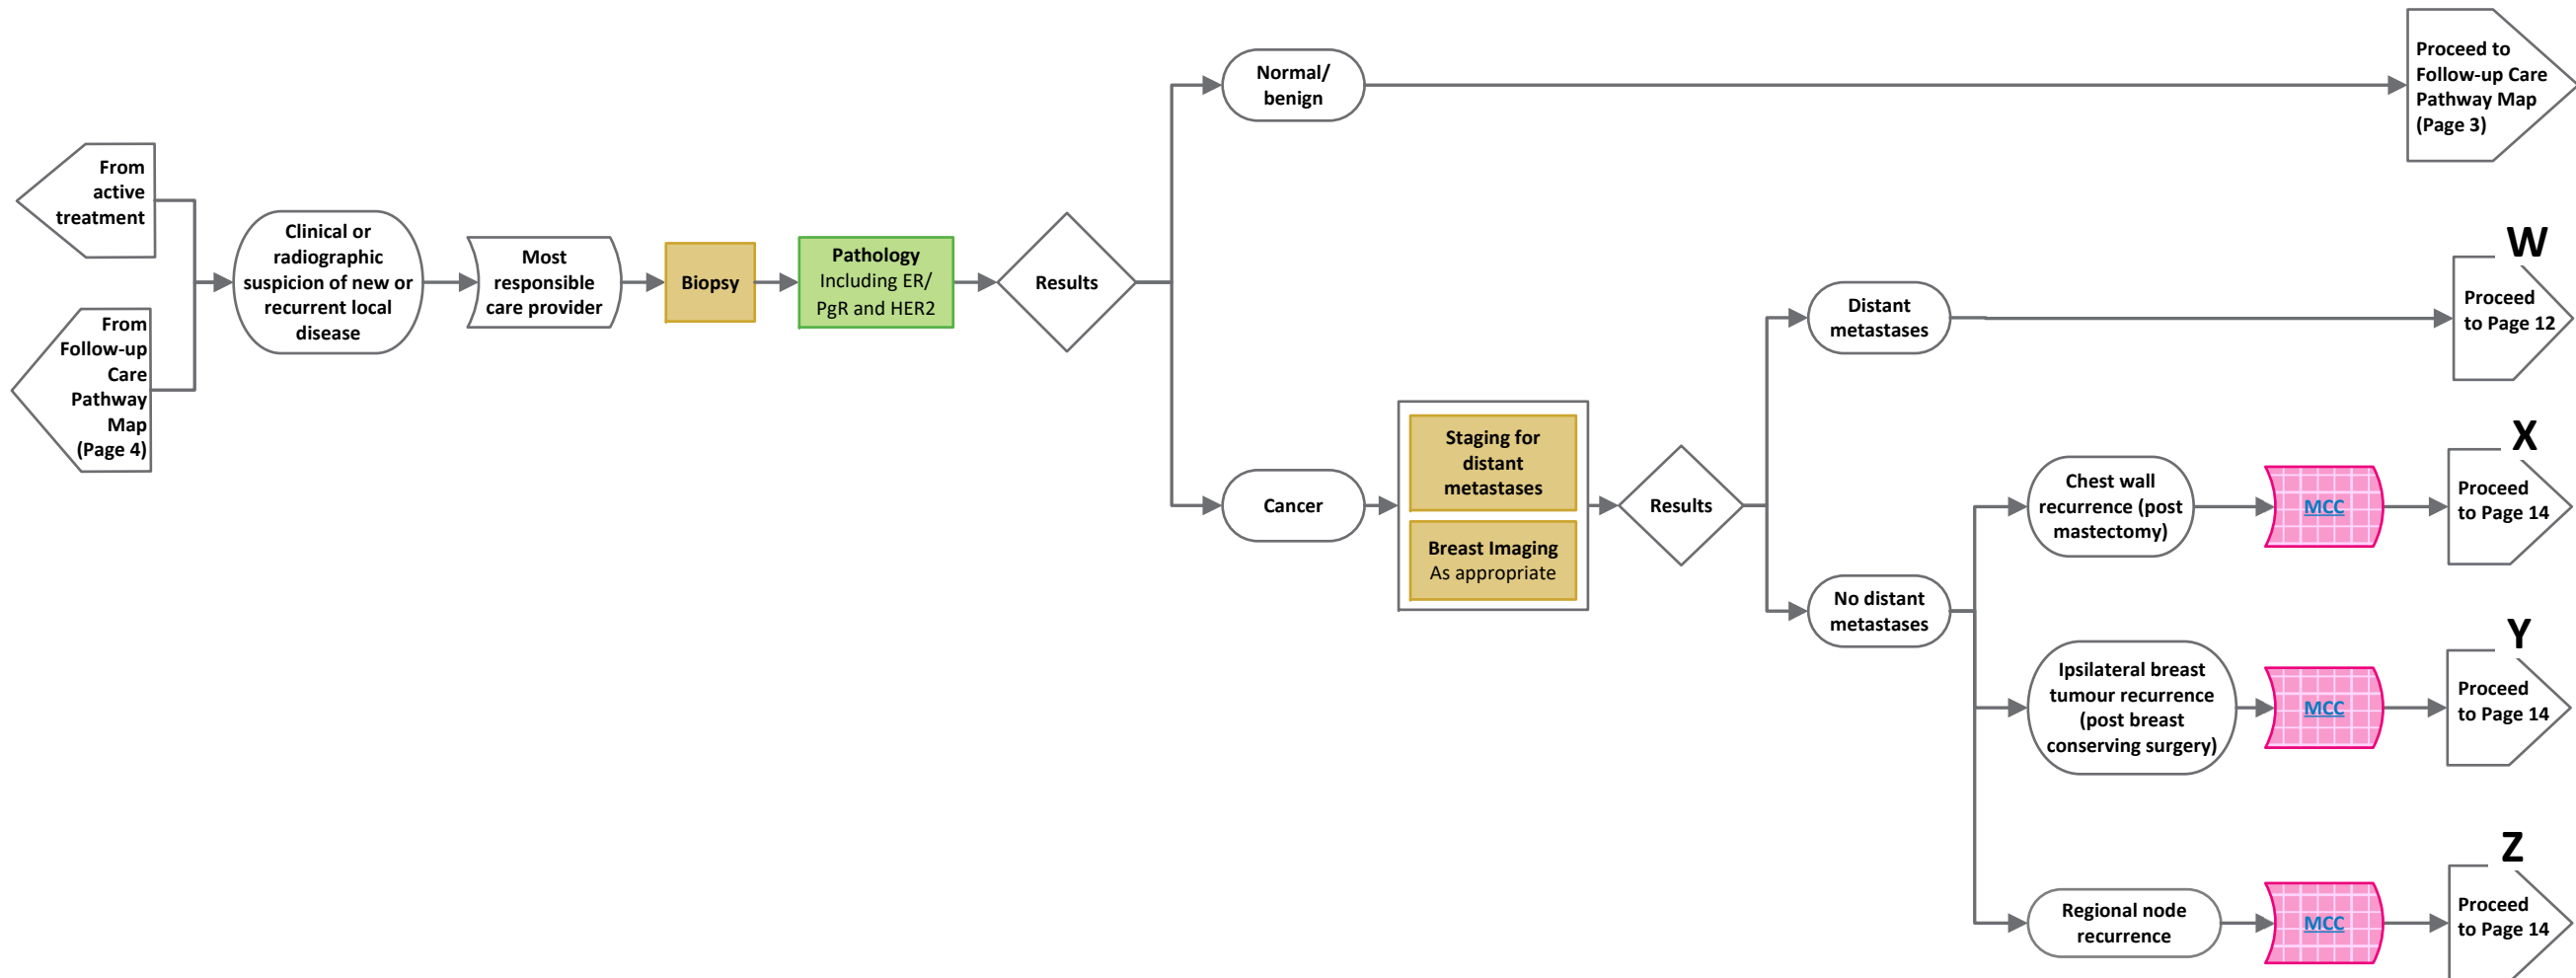 From
active
treatment
From
Follow-up
Care
Pathway
Map
(Page 4)
Clinical or
radiographic
suspicion of new or
recurrent local
disease
Most
responsible
care provider
Biopsy
Pathology
Including ER/
PgR and HER2
Results
Normal/
benign
Proceed to
Follow-up Care
Pathway Map
(Page 3)
Cancer
Staging for
distant
metastases
Breast Imaging
As appropriate
Results
Distant
metastases
W
Proceed
to Page 12
No distant
metastases
Chest wall
recurrence (post
mastectomy)
MCC
X
Proceed
to Page 14
Ipsilateral breast
tumour recurrence
(post breast
conserving surgery)
MCC
Y
Proceed
to Page 14
Regional node
recurrence
MCC
Z
Proceed
to Page 14